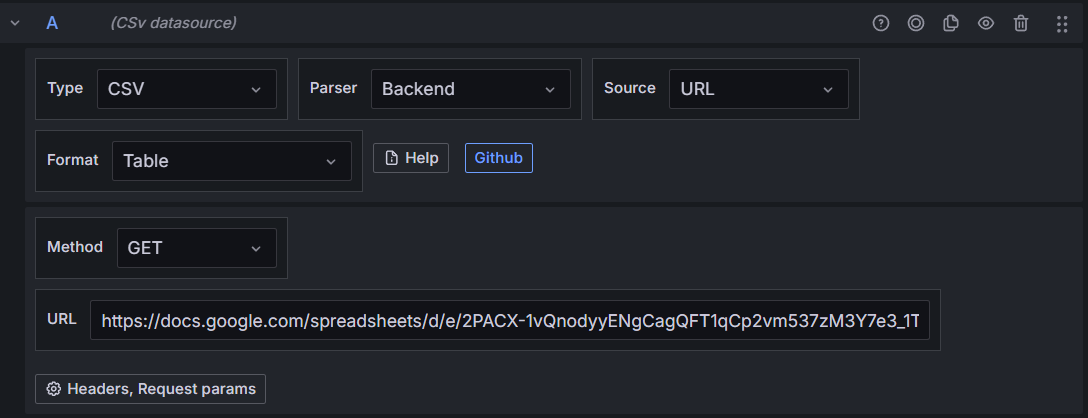 A (CSv datasource)
Type CSV Parser Backend Source URL
Format Table Help Github
Method GET
URL https://docs.google.com/spreadsheets/d/e/2PACX-1vQnodyyENgCagQFT1qCp2vm537zM3Y7e3_1T
Headers, Request params